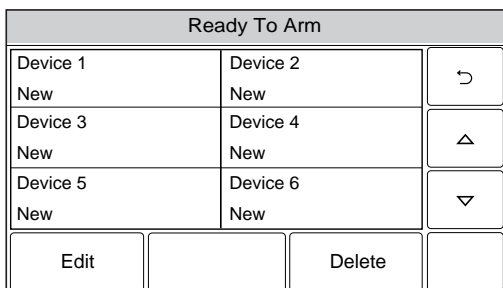 Ready To Arm
Device 1
New
Device 2
New
Device 3
New
Device 4
New
Device 5
New
Device 6
New
Edit
Delete